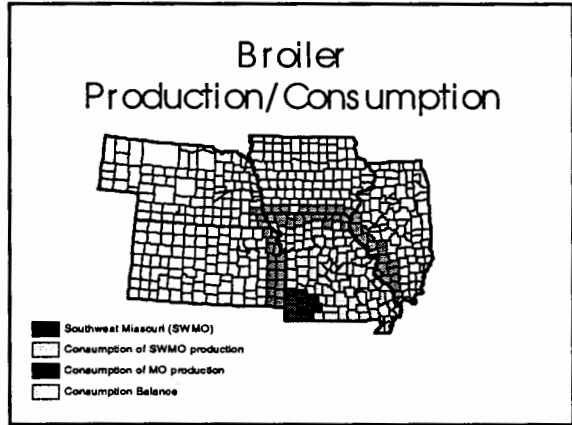 Broiler
Production/Consumption
Southwest Missouri (SWMO)
Consumption of SWMO production
Consumption of MO production
Consumption Balance